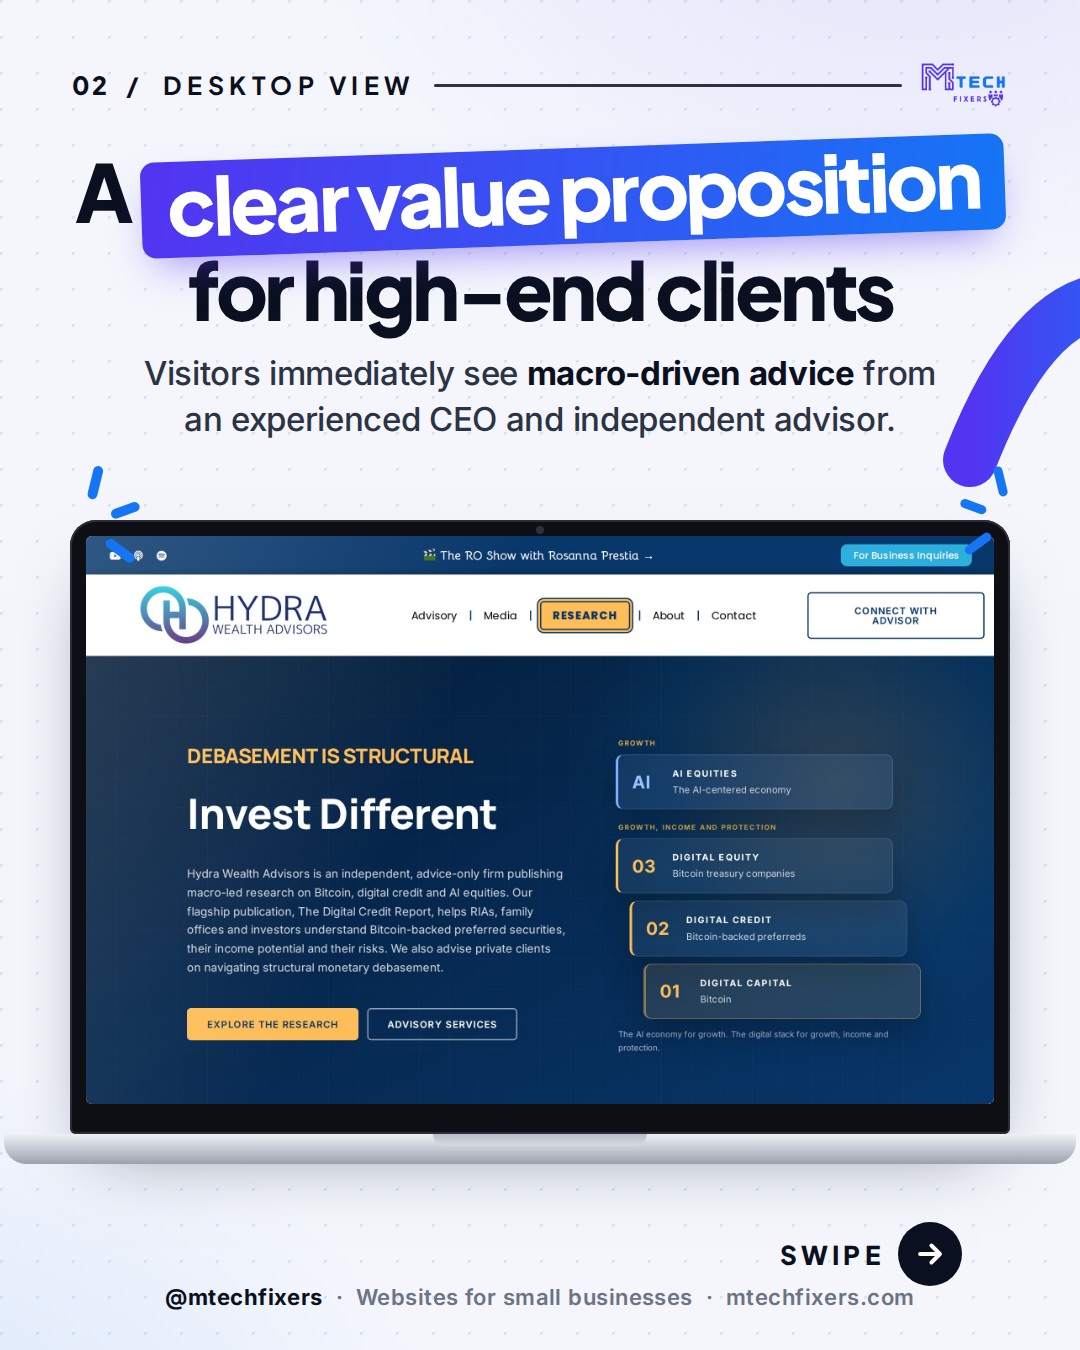 02 / DESKTOP VIEW
MTECH
FIXERS
A clear value proposition
for high-end clients
Visitors immediately see macro-driven advice from
an experienced CEO and independent advisor.
🎬 The RO Show with Rosanna Prestia →
For Business Inquiries
HYDRA
WEALTH ADVISORS
Advisory | Media | RESEARCH | About | Contact
CONNECT WITH
ADVISOR
DEBASEMENT IS STRUCTURAL
Invest Different
Hydra Wealth Advisors is an independent, advice-only firm publishing
macro-led research on Bitcoin, digital credit and AI equities. Our
flagship publication, The Digital Credit Report, helps RIAs, family
offices and investors understand Bitcoin-backed preferred securities,
their income potential and their risks. We also advise private clients
on navigating structural monetary debasement.
EXPLORE THE RESEARCH
ADVISORY SERVICES
GROWTH
AI
AI EQUITIES
The AI-centered economy
GROWTH, INCOME AND PROTECTION
03
DIGITAL EQUITY
Bitcoin treasury companies
02
DIGITAL CREDIT
Bitcoin-backed preferreds
01
DIGITAL CAPITAL
Bitcoin
The AI economy for growth. The digital stack for growth, income and
protection.
SWIPE
@mtechfixers · Websites for small businesses · mtechfixers.com